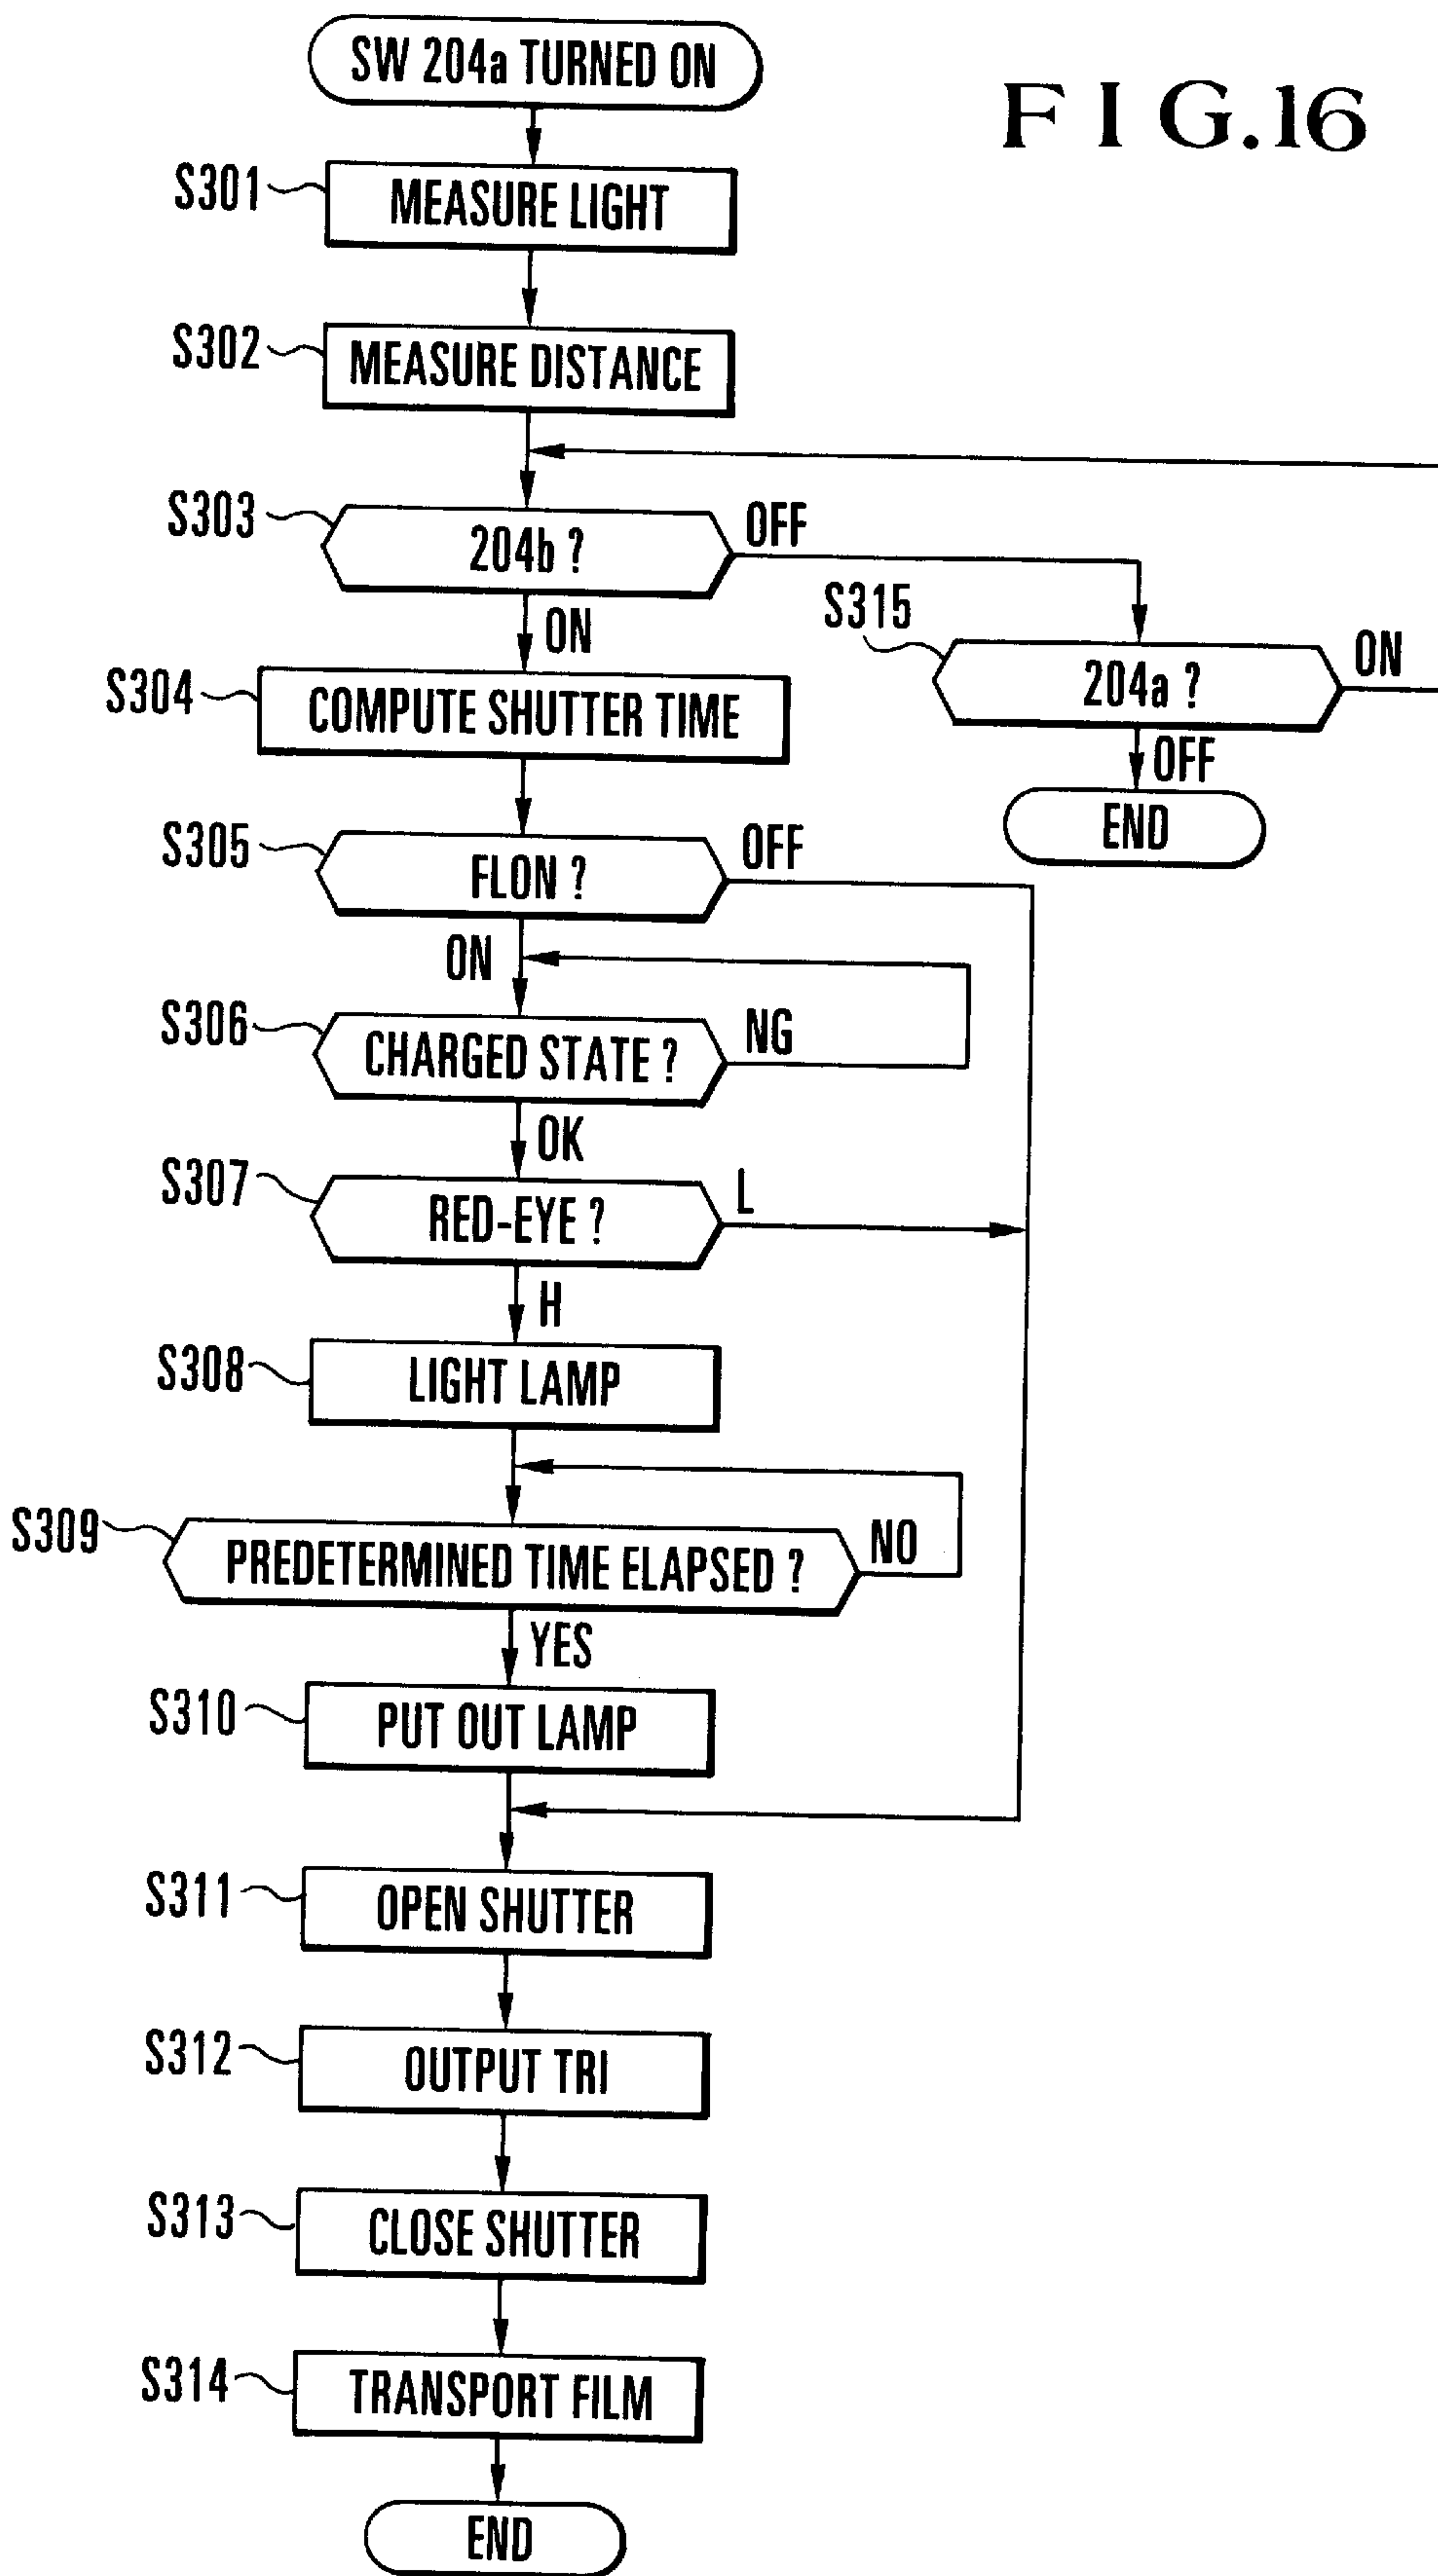 SW 204a TURNED ON
FIG.16
S301
MEASURE LIGHT
S302
MEASURE DISTANCE
S303
204b ?
OFF
ON
S315
204a ?
ON
OFF
END
S304
COMPUTE SHUTTER TIME
S305
FLON ?
OFF
ON
S306
CHARGED STATE ?
NG
OK
S307
RED-EYE ?
L
H
S308
LIGHT LAMP
S309
PREDETERMINED TIME ELAPSED ?
NO
YES
S310
PUT OUT LAMP
S311
OPEN SHUTTER
S312
OUTPUT TRI
S313
CLOSE SHUTTER
S314
TRANSPORT FILM
END